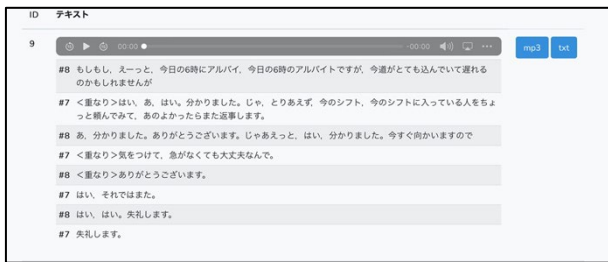 ID テキスト
9 00:00 -00:00 mp3 txt
#8 もしもし，えーっと，今日の6時にアルバイ，今日の6時のアルバイトですが，今道がとても込んでいて遅れる
のかもしれませんが
#7 <重なり>はい，あ，はい。分かりました。じゃ，とりあえず，今のシフト，今のシフトに入っている人をちょ
っと頼んでみて，あのよかったらまた返事します。
#8 あ，分かりました。ありがとうございます。じゃあえっと，はい，分かりました。今すぐ向かいますので
#7 <重なり>気をつけて，急がなくても大丈夫なんで。
#8 <重なり>ありがとうございます。
#7 はい，それではまた。
#8 はい，はい。失礼します。
#7 失礼します。